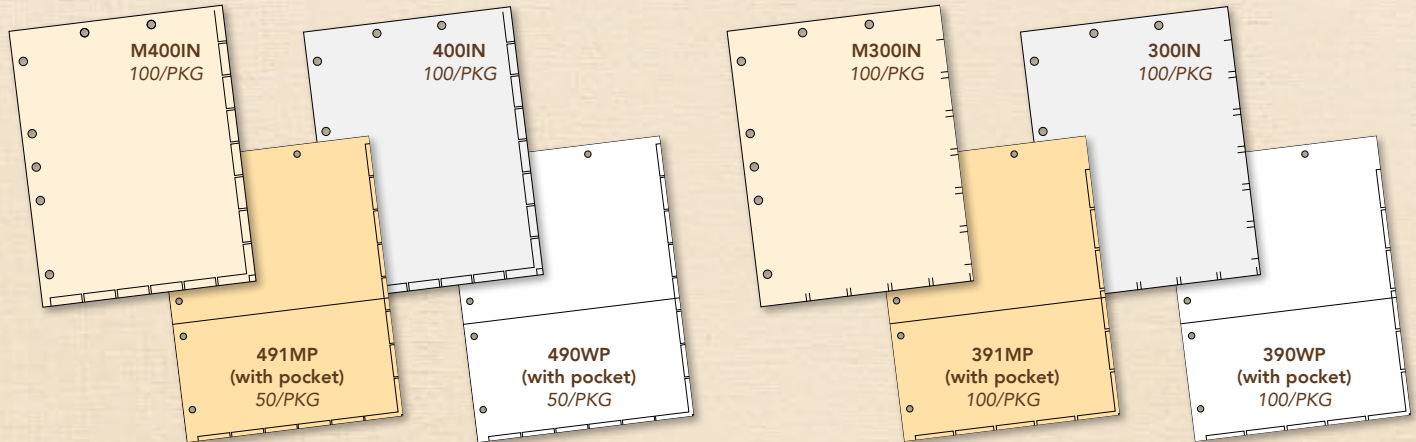 M400IN
100/PKG
400IN
100/PKG
491MP
(with pocket)
50/PKG
490WP
(with pocket)
50/PKG
M300IN
100/PKG
300IN
100/PKG
391MP
(with pocket)
100/PKG
390WP
(with pocket)
100/PKG